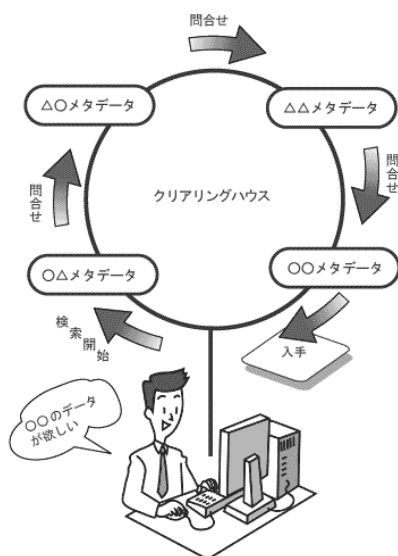 問合せ
△○メタデータ
△△メタデータ
問合せ
問合せ
クリアリングハウス
○△メタデータ
○○メタデータ
検索開始
入手
○○のデータ
が欲しい